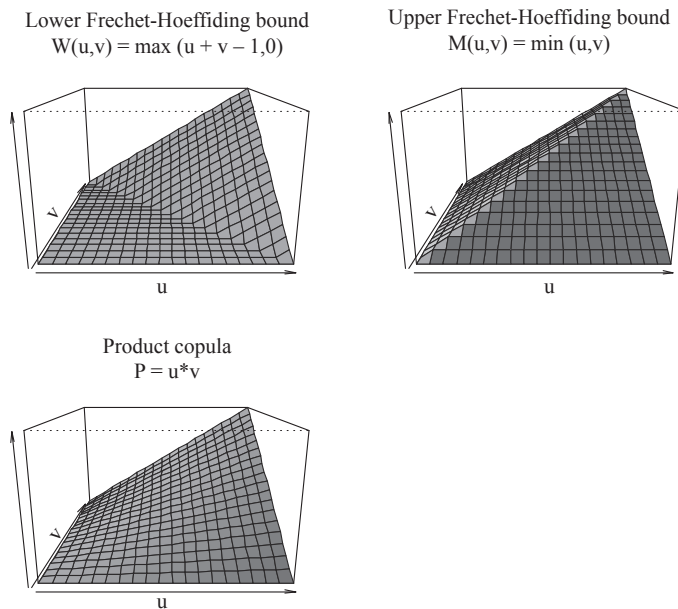 Lower Frechet-Hoeffiding bound
W(u,v) = max (u + v – 1,0)
v
u
Upper Frechet-Hoeffiding bound
M(u,v) = min (u,v)
v
u
Product copula
P = u*v
v
u